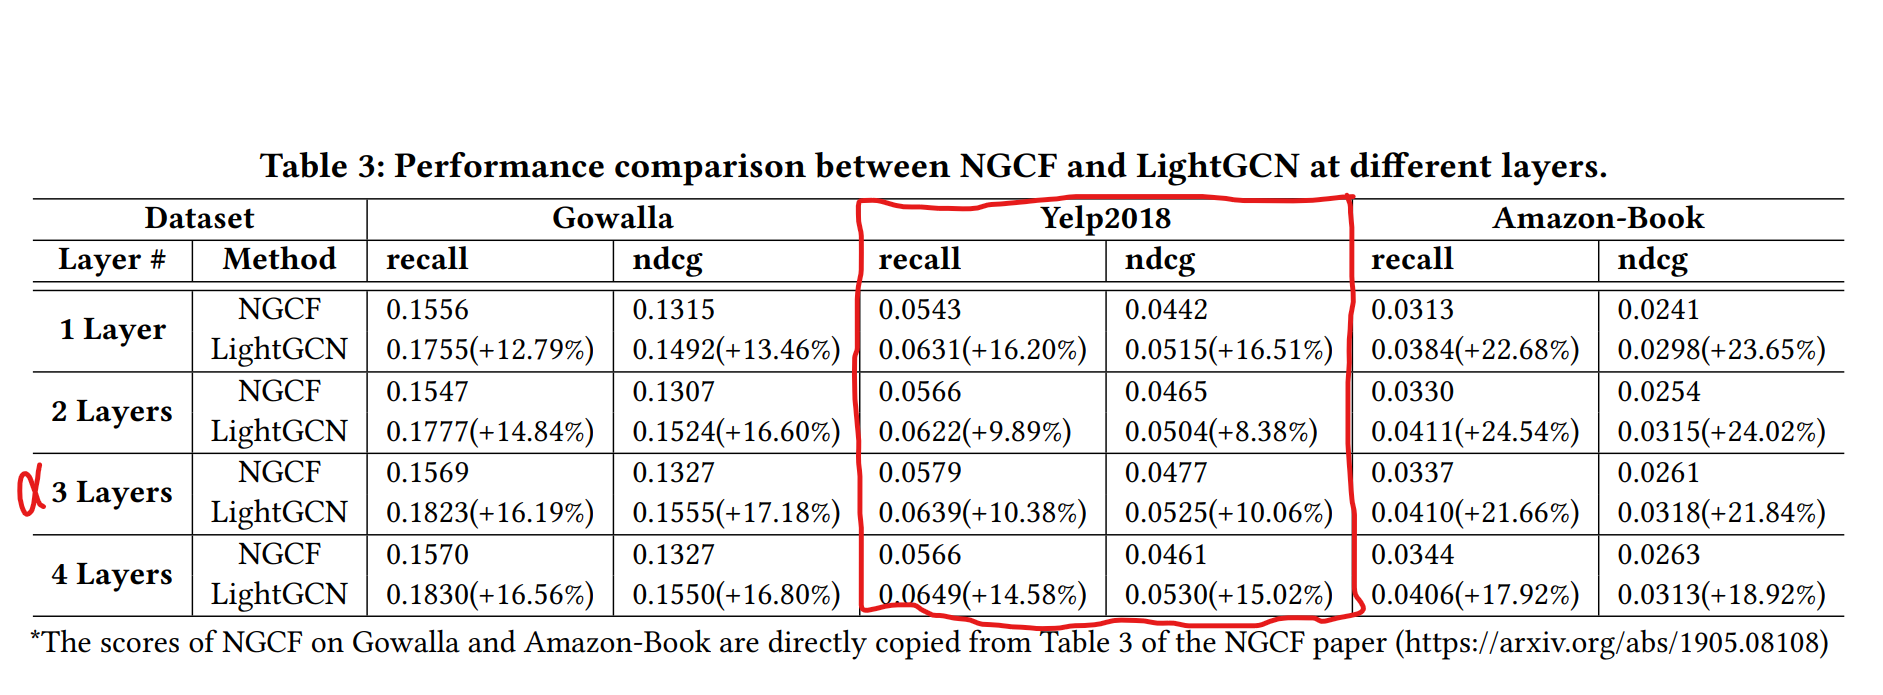 Table 3: Performance comparison between NGCF and LightGCN at different layers.
Dataset Gowalla Yelp2018 Amazon-Book
Layer # Method recall ndcg recall ndcg recall ndcg
1 Layer NGCF 0.1556 0.1315 0.0543 0.0442 0.0313 0.0241
LightGCN 0.1755(+12.79%) 0.1492(+13.46%) 0.0631(+16.20%) 0.0515(+16.51%) 0.0384(+22.68%) 0.0298(+23.65%)
2 Layers NGCF 0.1547 0.1307 0.0566 0.0465 0.0330 0.0254
LightGCN 0.1777(+14.84%) 0.1524(+16.60%) 0.0622(+9.89%) 0.0504(+8.38%) 0.0411(+24.54%) 0.0315(+24.02%)
α 3 Layers NGCF 0.1569 0.1327 0.0579 0.0477 0.0337 0.0261
LightGCN 0.1823(+16.19%) 0.1555(+17.18%) 0.0639(+10.38%) 0.0525(+10.06%) 0.0410(+21.66%) 0.0318(+21.84%)
4 Layers NGCF 0.1570 0.1327 0.0566 0.0461 0.0344 0.0263
LightGCN 0.1830(+16.56%) 0.1550(+16.80%) 0.0649(+14.58%) 0.0530(+15.02%) 0.0406(+17.92%) 0.0313(+18.92%)
*The scores of NGCF on Gowalla and Amazon-Book are directly copied from Table 3 of the NGCF paper (https://arxiv.org/abs/1905.08108)